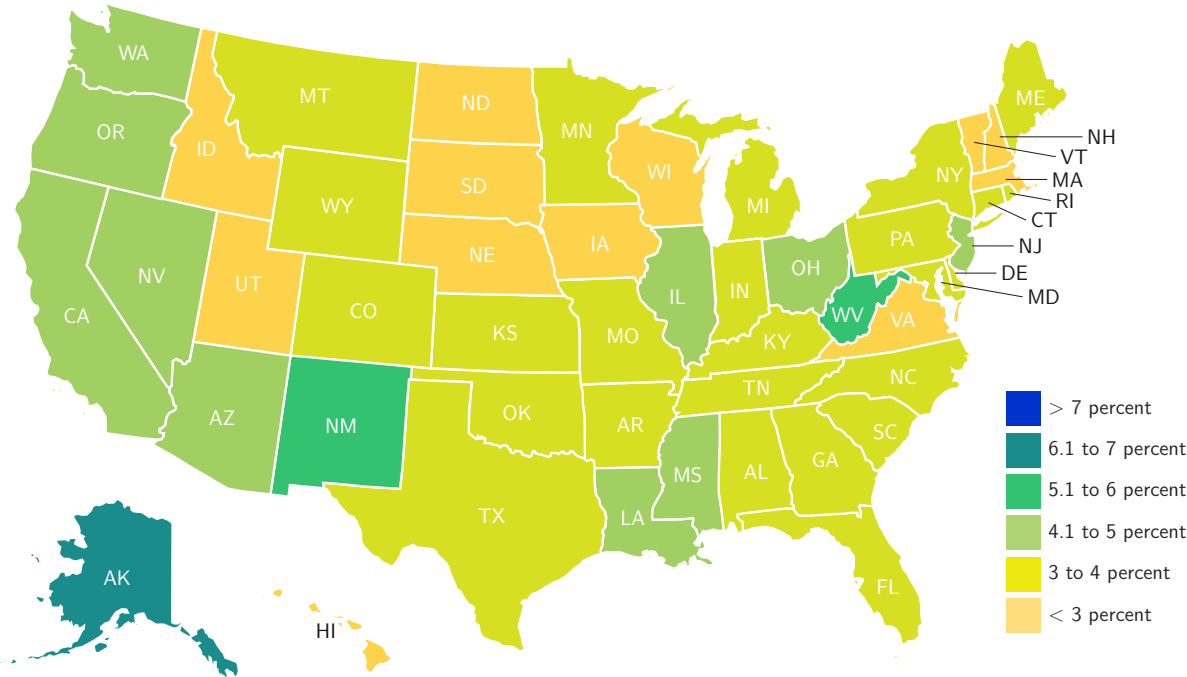 WA
ME
MT
ND
OR
MN
NH
ID
VT
WI
NY
MA
SD
RI
WY
MI
CT
PA
IA
NJ
NE
OH
NV
DE
UT
IN
IL
MD
CO
WV
CA
VA
KS
MO
KY
NC
TN
> 7 percent
OK
AZ
NM
AR
SC
6.1 to 7 percent
GA
AL
MS
5.1 to 6 percent
TX
LA
4.1 to 5 percent
AK
3 to 4 percent
FL
< 3 percent
HI